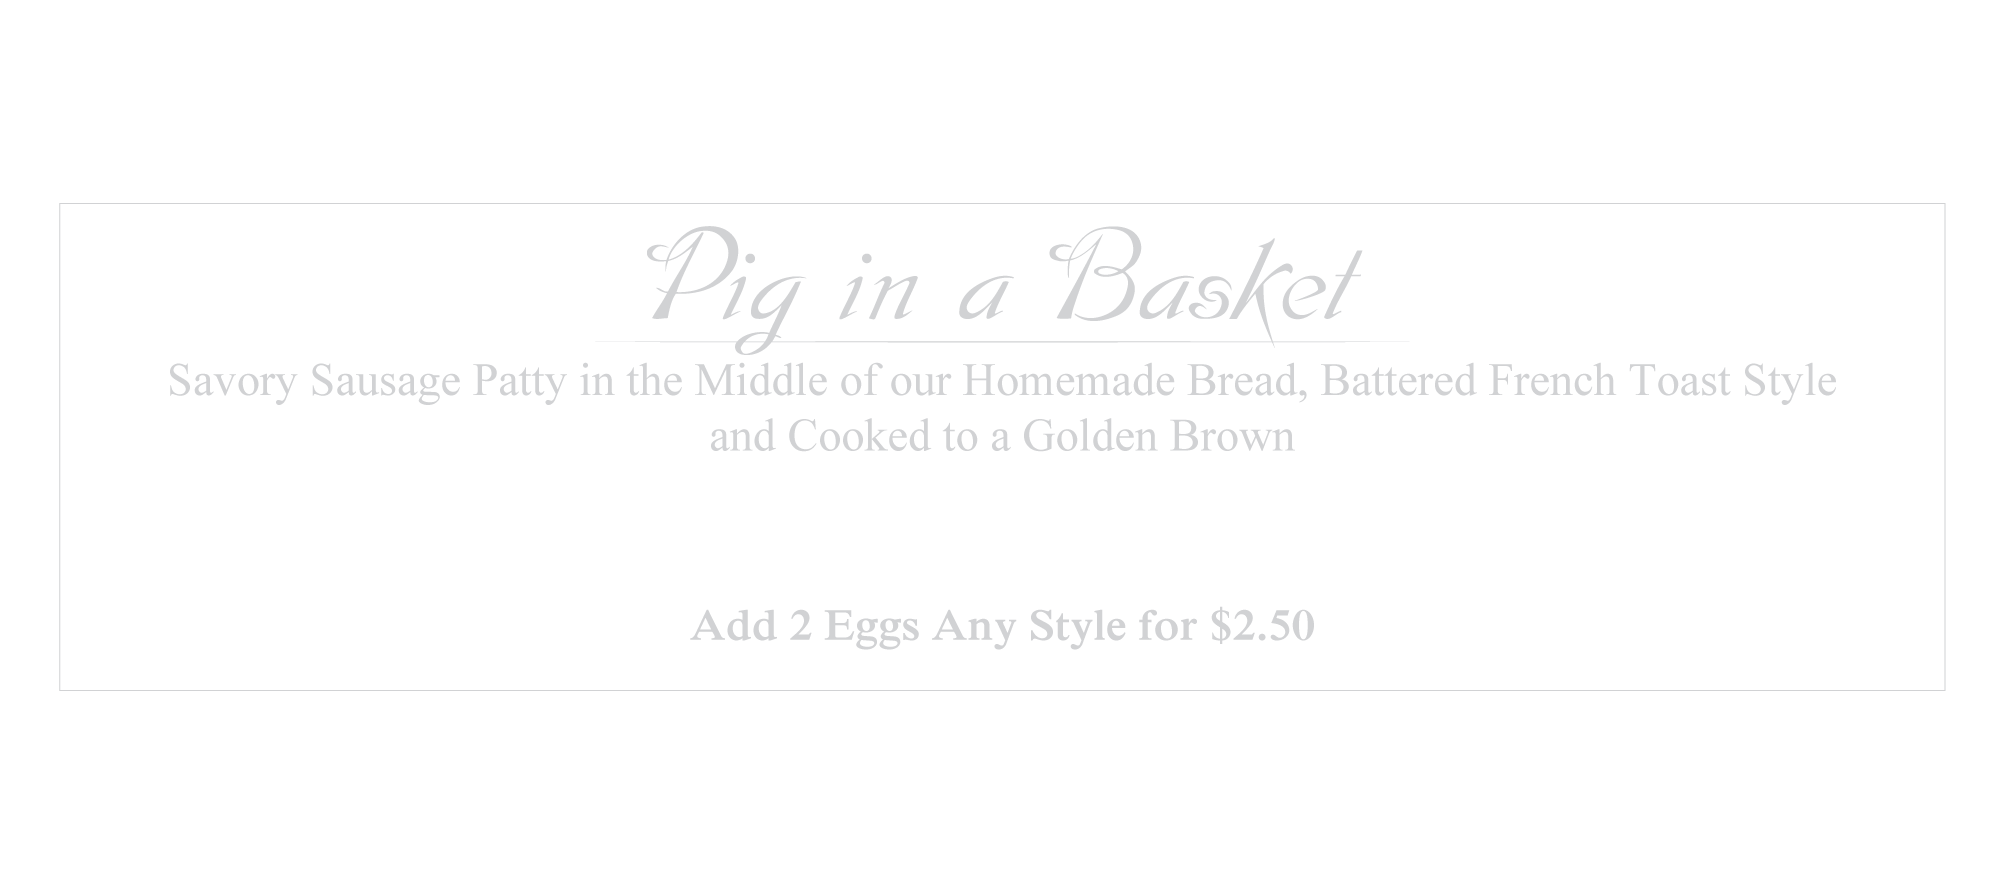 Pig in a Basket
Savory Sausage Patty in the Middle of our Homemade Bread, Battered French Toast Style
and Cooked to a Golden Brown
Add 2 Eggs Any Style for $2.50